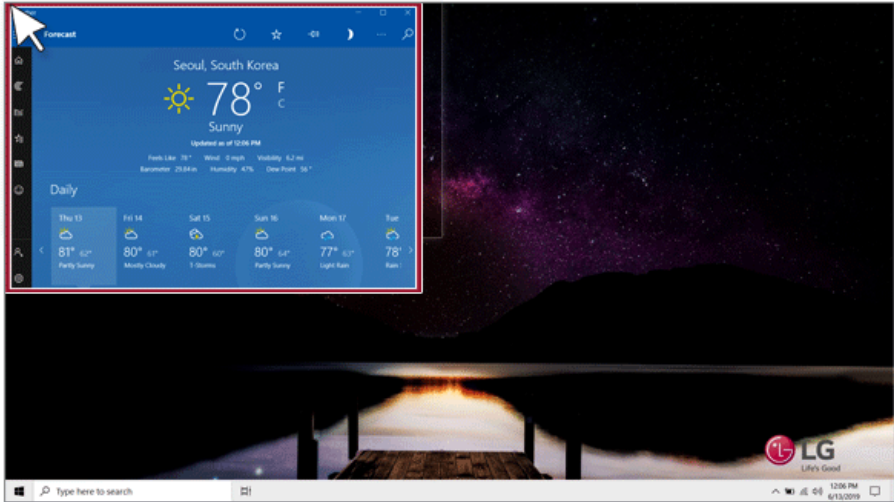 Forecast
Seoul, South Korea
78° F
C
Sunny
Updated as of 12:06 PM
Feels Like 78° Wind 0 mph Visibility 6.2 mi
Barometer 29.84 in Humidity 47% Dew Point 56°
Daily
Thu 13 Fri 14 Sat 15 Sun 16 Mon 17 Tue
81° 62° 80° 61° 80° 60° 80° 64° 77° 63° 78°
Partly Sunny Mostly Cloudy T-Storms Partly Sunny Light Rain Rain
LG
Life's Good
Type here to search
12:06 PM
6/13/2019